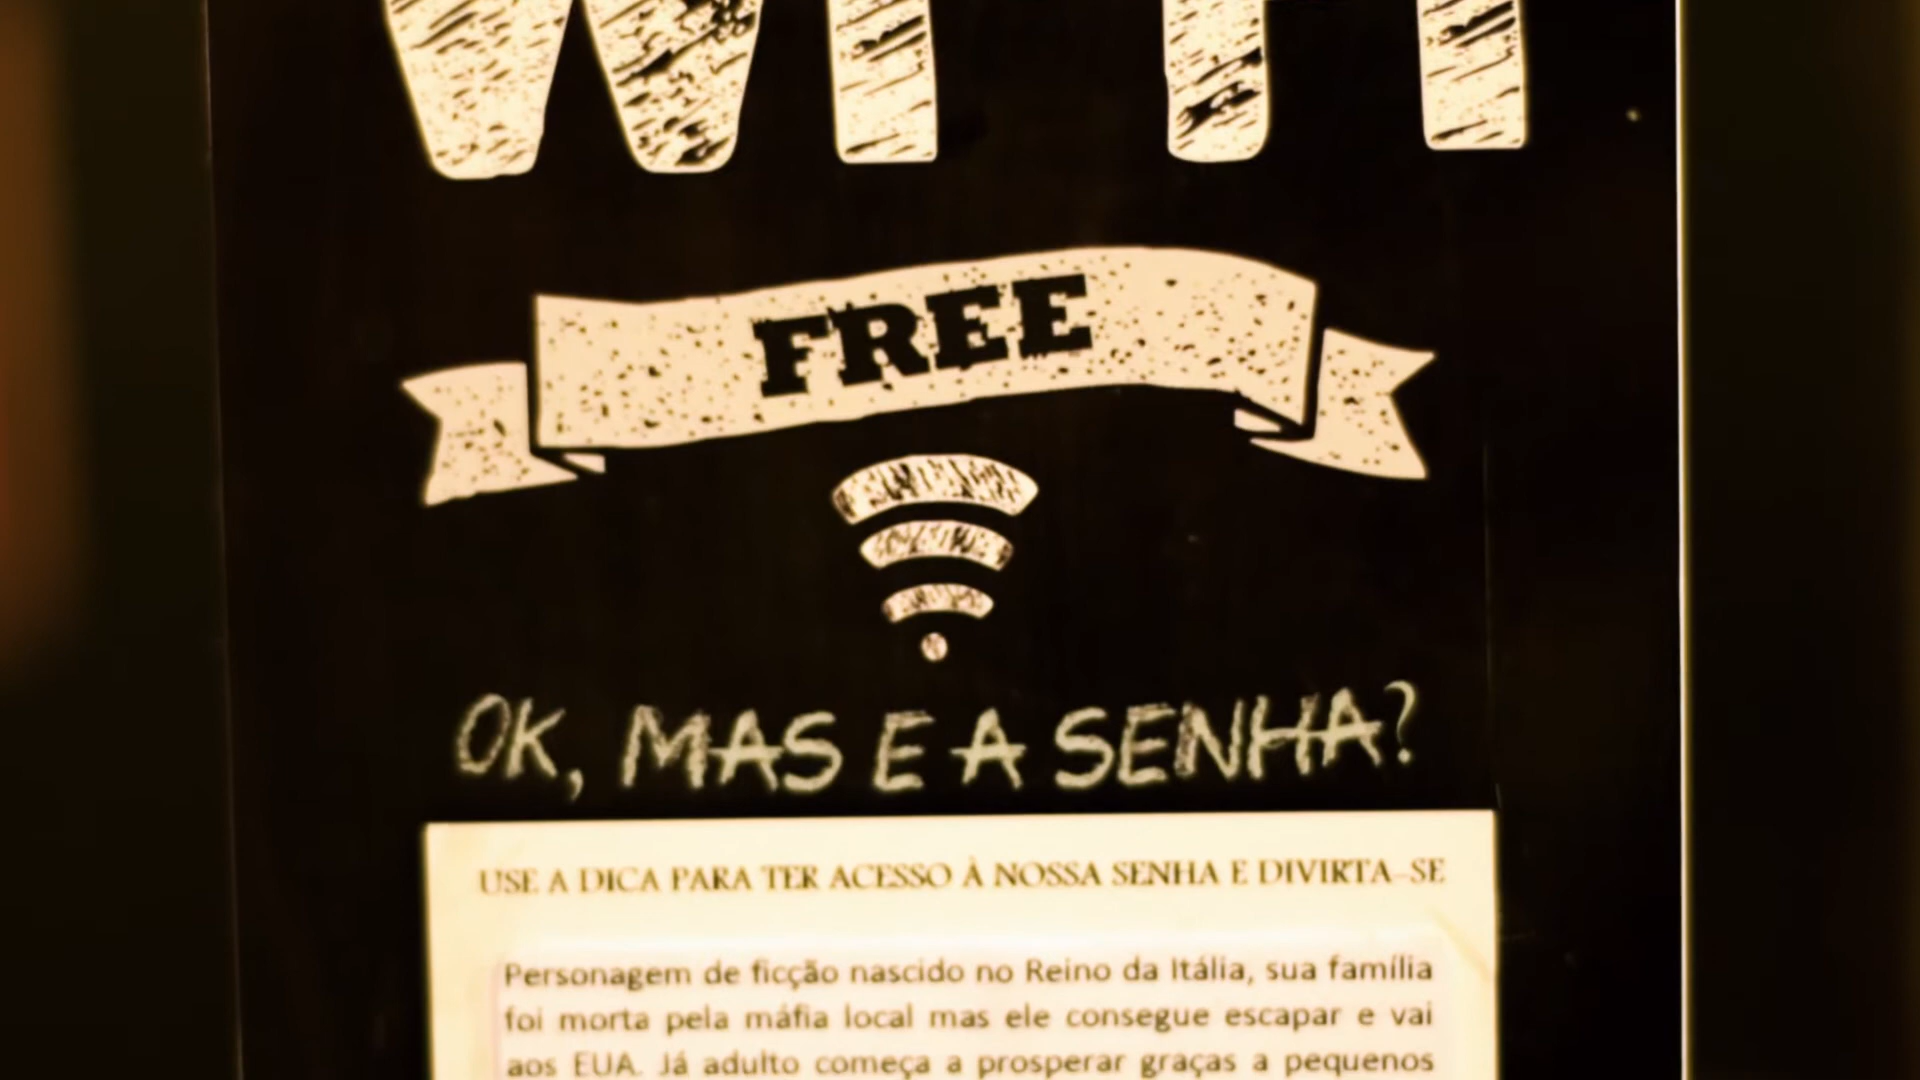 WI FI
FREE
OK, MAS E A SENHA?
USE A DICA PARA TER ACESSO À NOSSA SENHA E DIVIRTA-SE
Personagem de ficção nascido no Reino da Itália, sua família
foi morta pela máfia local mas ele consegue escapar e vai
aos EUA. Já adulto começa a prosperar graças a pequenos